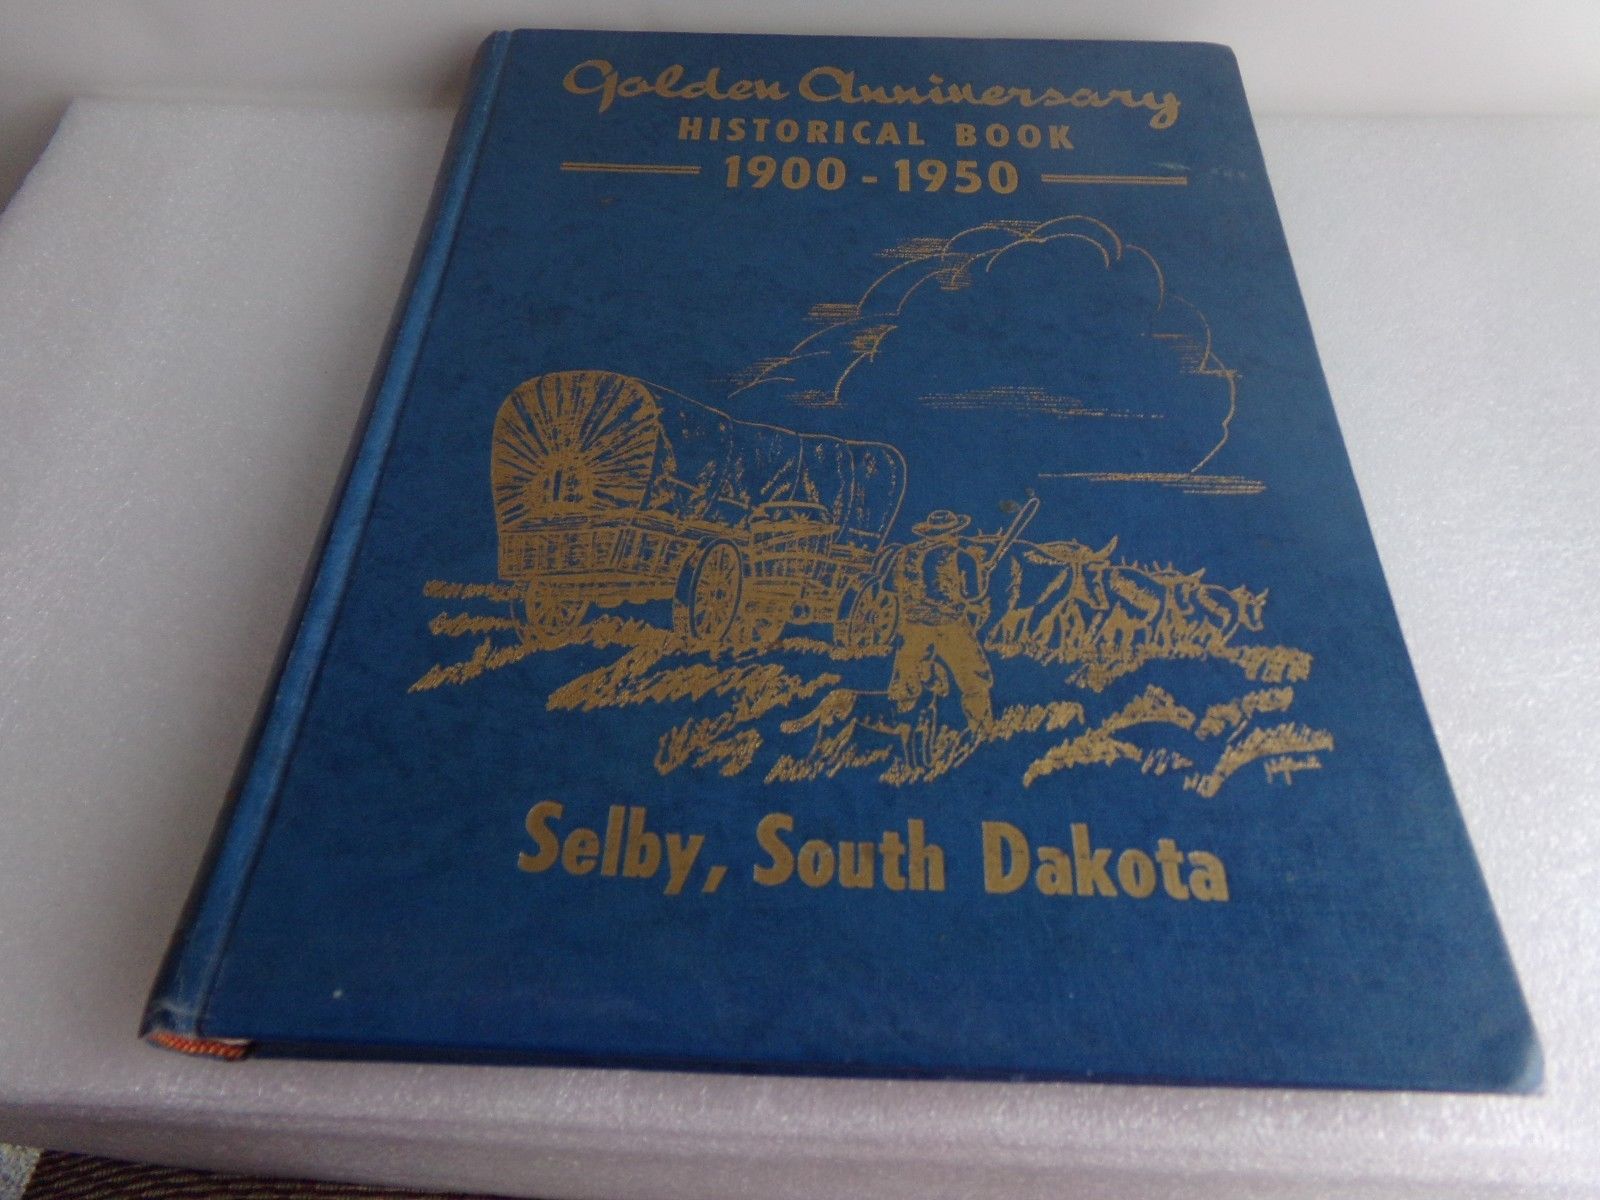 Golden Anniversary
HISTORICAL BOOK
1900 - 1950
Selby, South Dakota